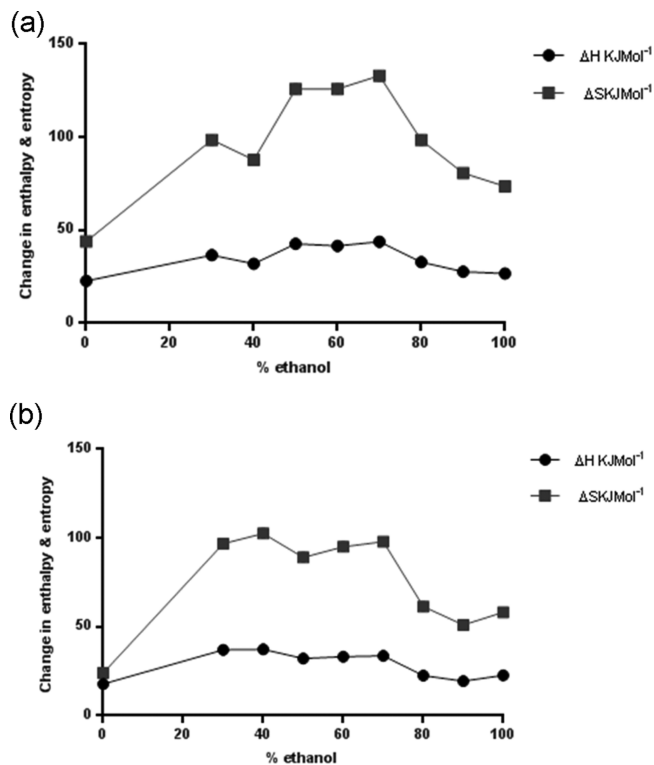 (a)
150
100
50
0
Change in enthalpy & entropy
0 20 40 60 80 100
% ethanol
ΔH KJMol⁻¹
ΔSKJMol⁻¹
(b)
150
100
50
0
Change in enthalpy & entropy
0 20 40 60 80 100
% ethanol
ΔH KJMol⁻¹
ΔSKJMol⁻¹